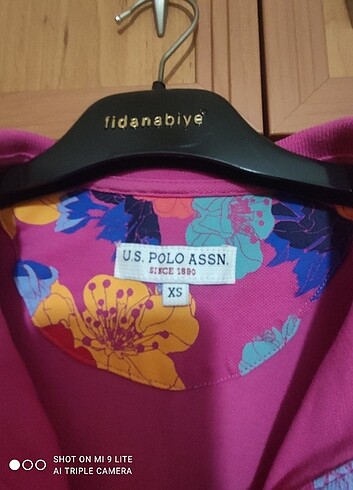 fidanabiye
U.S. POLO ASSN.
SINCE 1890
XS
SHOT ON MI 9 LITE
AI TRIPLE CAMERA